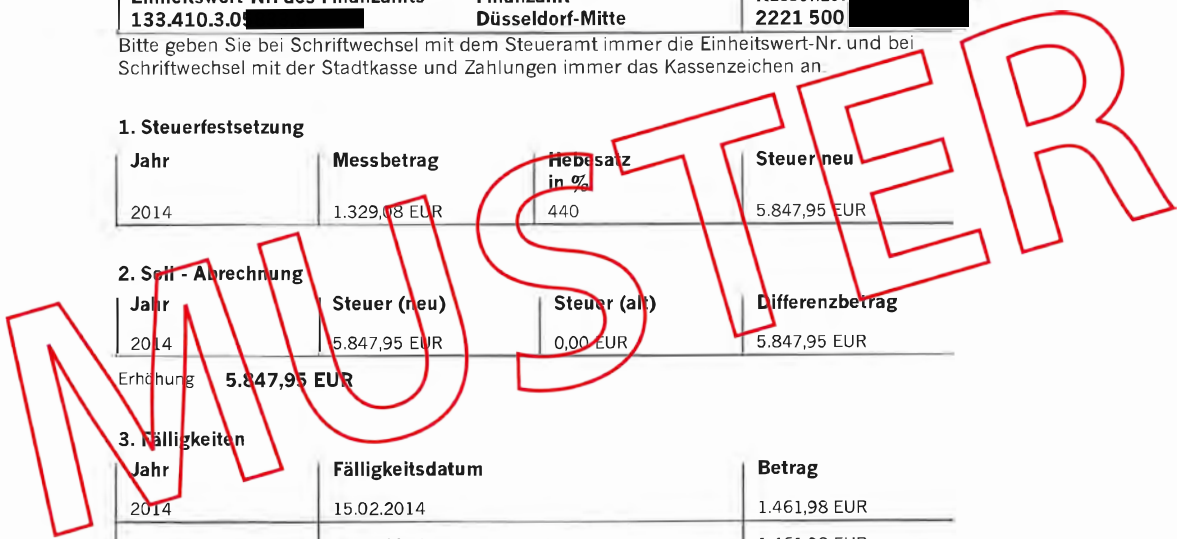 133.410.3.05
Düsseldorf-Mitte
2221 500
Bitte geben Sie bei Schriftwechsel mit dem Steueramt immer die Einheitswert-Nr. und bei
Schriftwechsel mit der Stadtkasse und Zahlungen immer das Kassenzeichen an.
1. Steuerfestsetzung
Jahr Messbetrag Hebesatz Steuer neu
in %
2014 1.329,08 EUR 440 5.847,95 EUR
2. Soll - Abrechnung
Jahr Steuer (neu) Steuer (alt) Differenzbetrag
2014 5.847,95 EUR 0,00 EUR 5.847,95 EUR
Erhöhung 5.847,95 EUR
3. Fälligkeiten
Jahr Fälligkeitsdatum Betrag
2014 15.02.2014 1.461,98 EUR
MUSTER